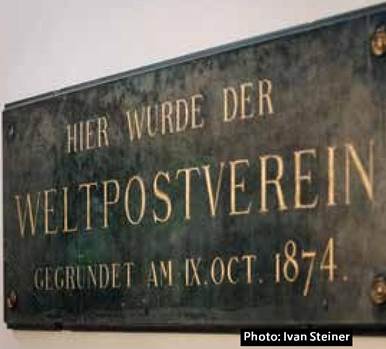 HIER WURDE DER
WELTPOSTVEREIN
GEGRUNDET AM IX.OCT. 1874.
Photo: Ivan Steiner